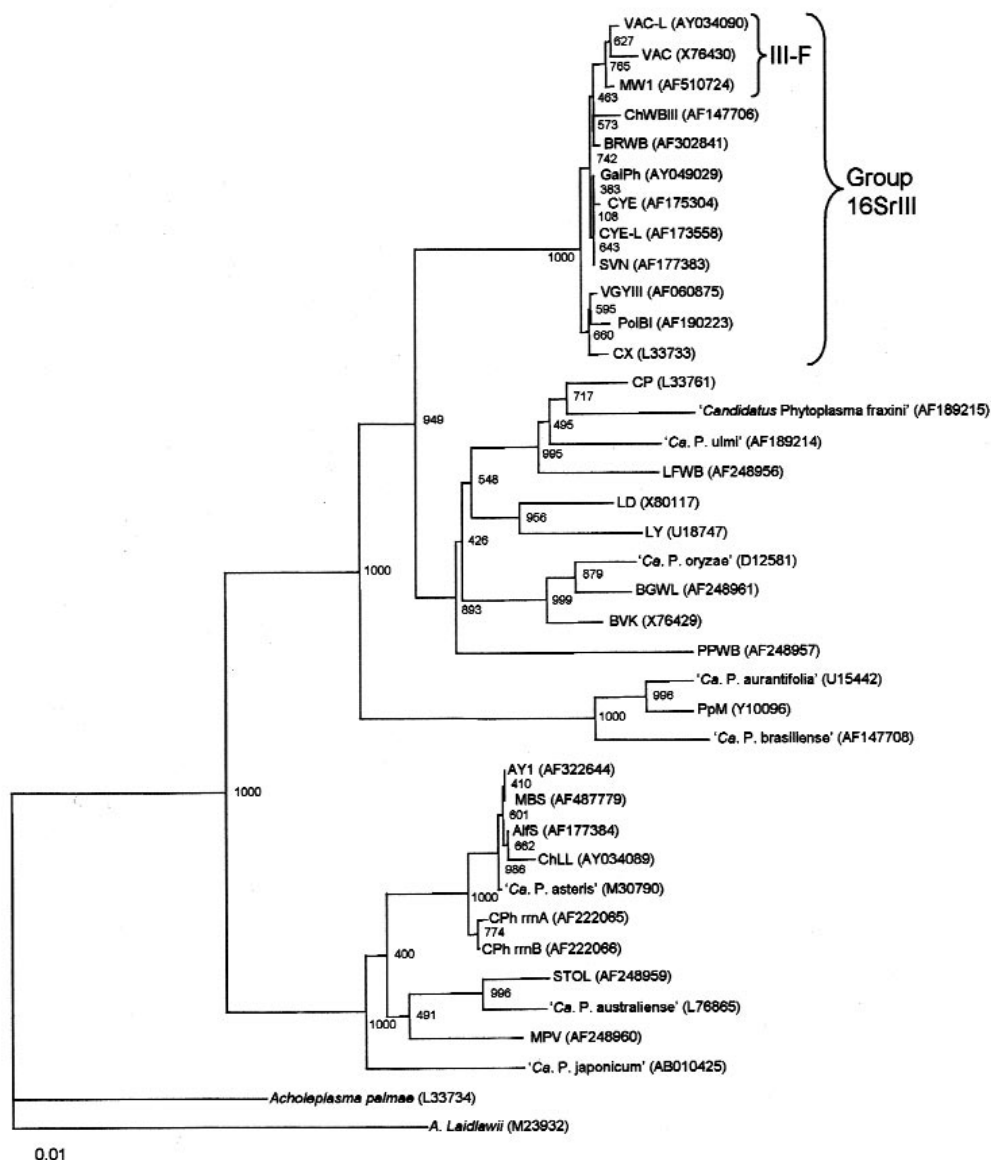 VAC-L (AY034090)
627
VAC (X76430)
765
MW1 (AF510724)
III-F
463
ChWBIII (AF147706)
573
BRWB (AF302841)
742
GalPh (AY049029)
383
CYE (AF175304)
108
CYE-L (AF173558)
643
SVN (AF177383)
Group
16SrIII
1000
VGYIII (AF060875)
595
PolBI (AF190223)
660
CX (L33733)
CP (L33761)
717
'Candidatus Phytoplasma fraxini' (AF189215)
949
495
'Ca. P. ulmi' (AF189214)
995
LFWB (AF248956)
548
LD (X80117)
956
LY (U18747)
426
'Ca. P. oryzae' (D12581)
879
1000
BGWL (AF248961)
999
893
BVK (X76429)
PPWB (AF248957)
'Ca. P. aurantifolia' (U15442)
996
PpM (Y10096)
1000
'Ca. P. brasiliense' (AF147708)
AY1 (AF322644)
410
1000
MBS (AF487779)
601
AlfS (AF177384)
662
ChLL (AY034089)
986
'Ca. P. asteris' (M30790)
1000
CPh rrnA (AF222065)
774
CPh rrnB (AF222066)
400
STOL (AF248959)
996
'Ca. P. australiense' (L76865)
491
1000
MPV (AF248960)
'Ca. P. japonicum' (AB010425)
Acholeplasma palmae (L33734)
A. Laidlawii (M23932)
0.01